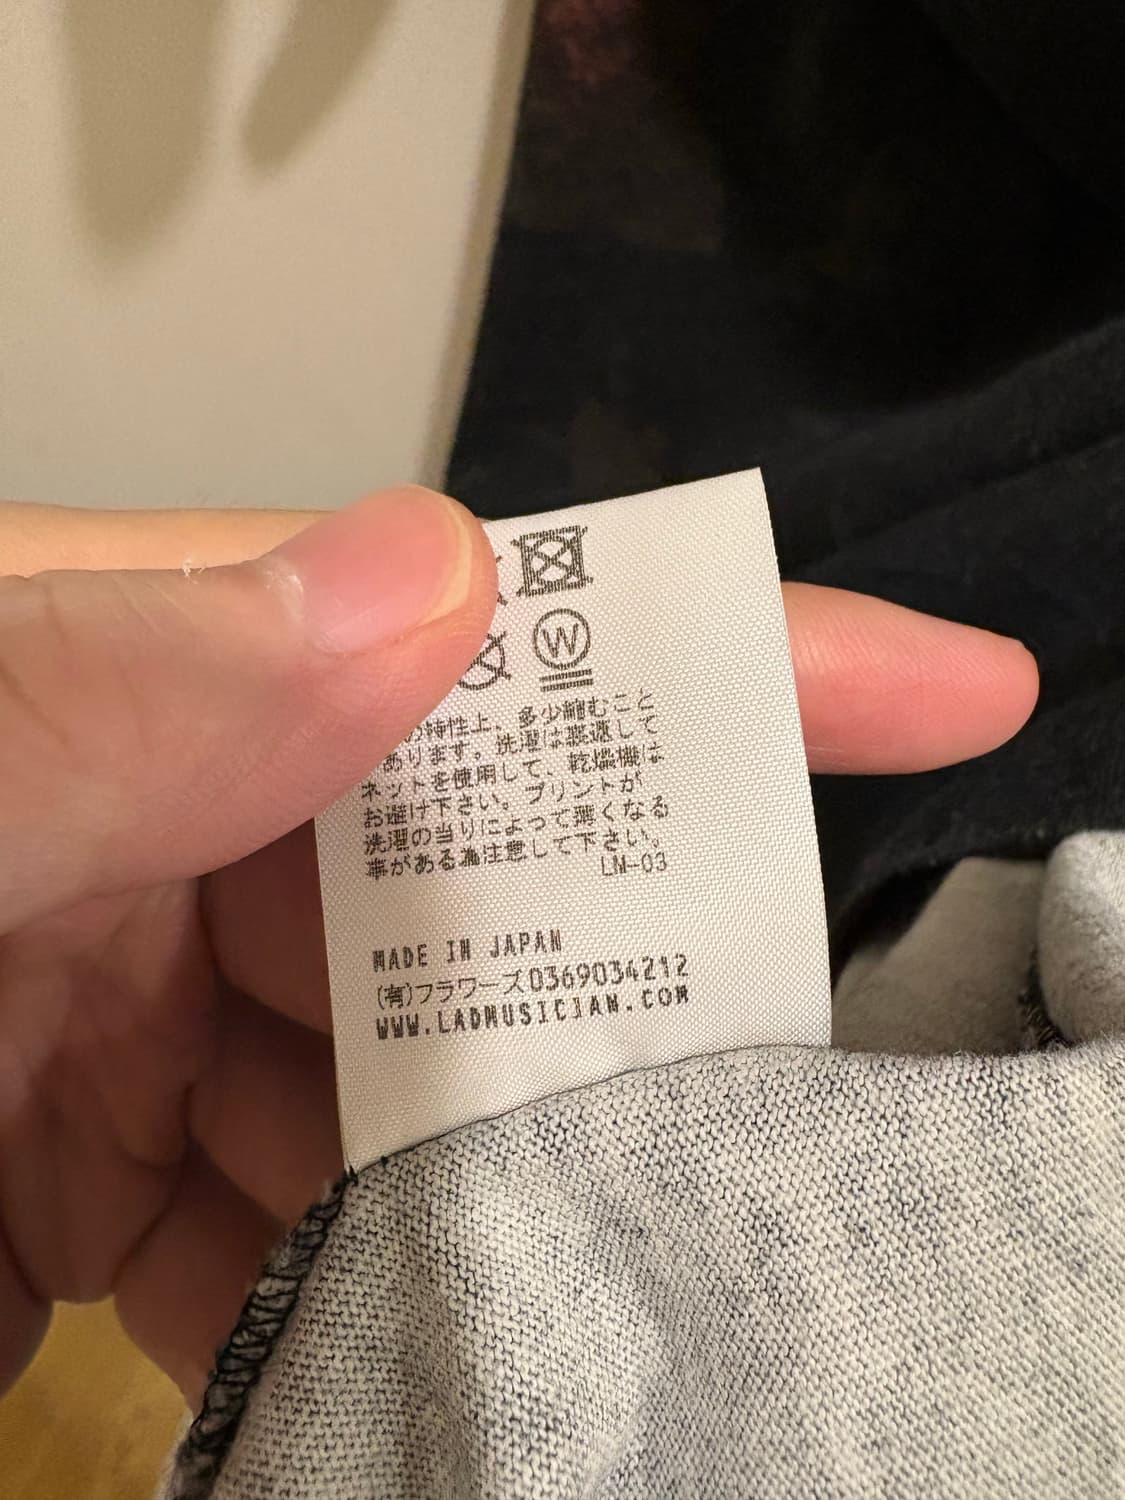 W
の特性上、多少縮むこと
あります。洗濯は裏返して
ネットを使用して、乾燥機は
お避け下さい。プリントが
洗濯の当りによって薄くなる
事がある為注意して下さい。
LM-03
MADE IN JAPAN
(有)フラワーズ0369034212
WWW.LADMUSICIAN.COM